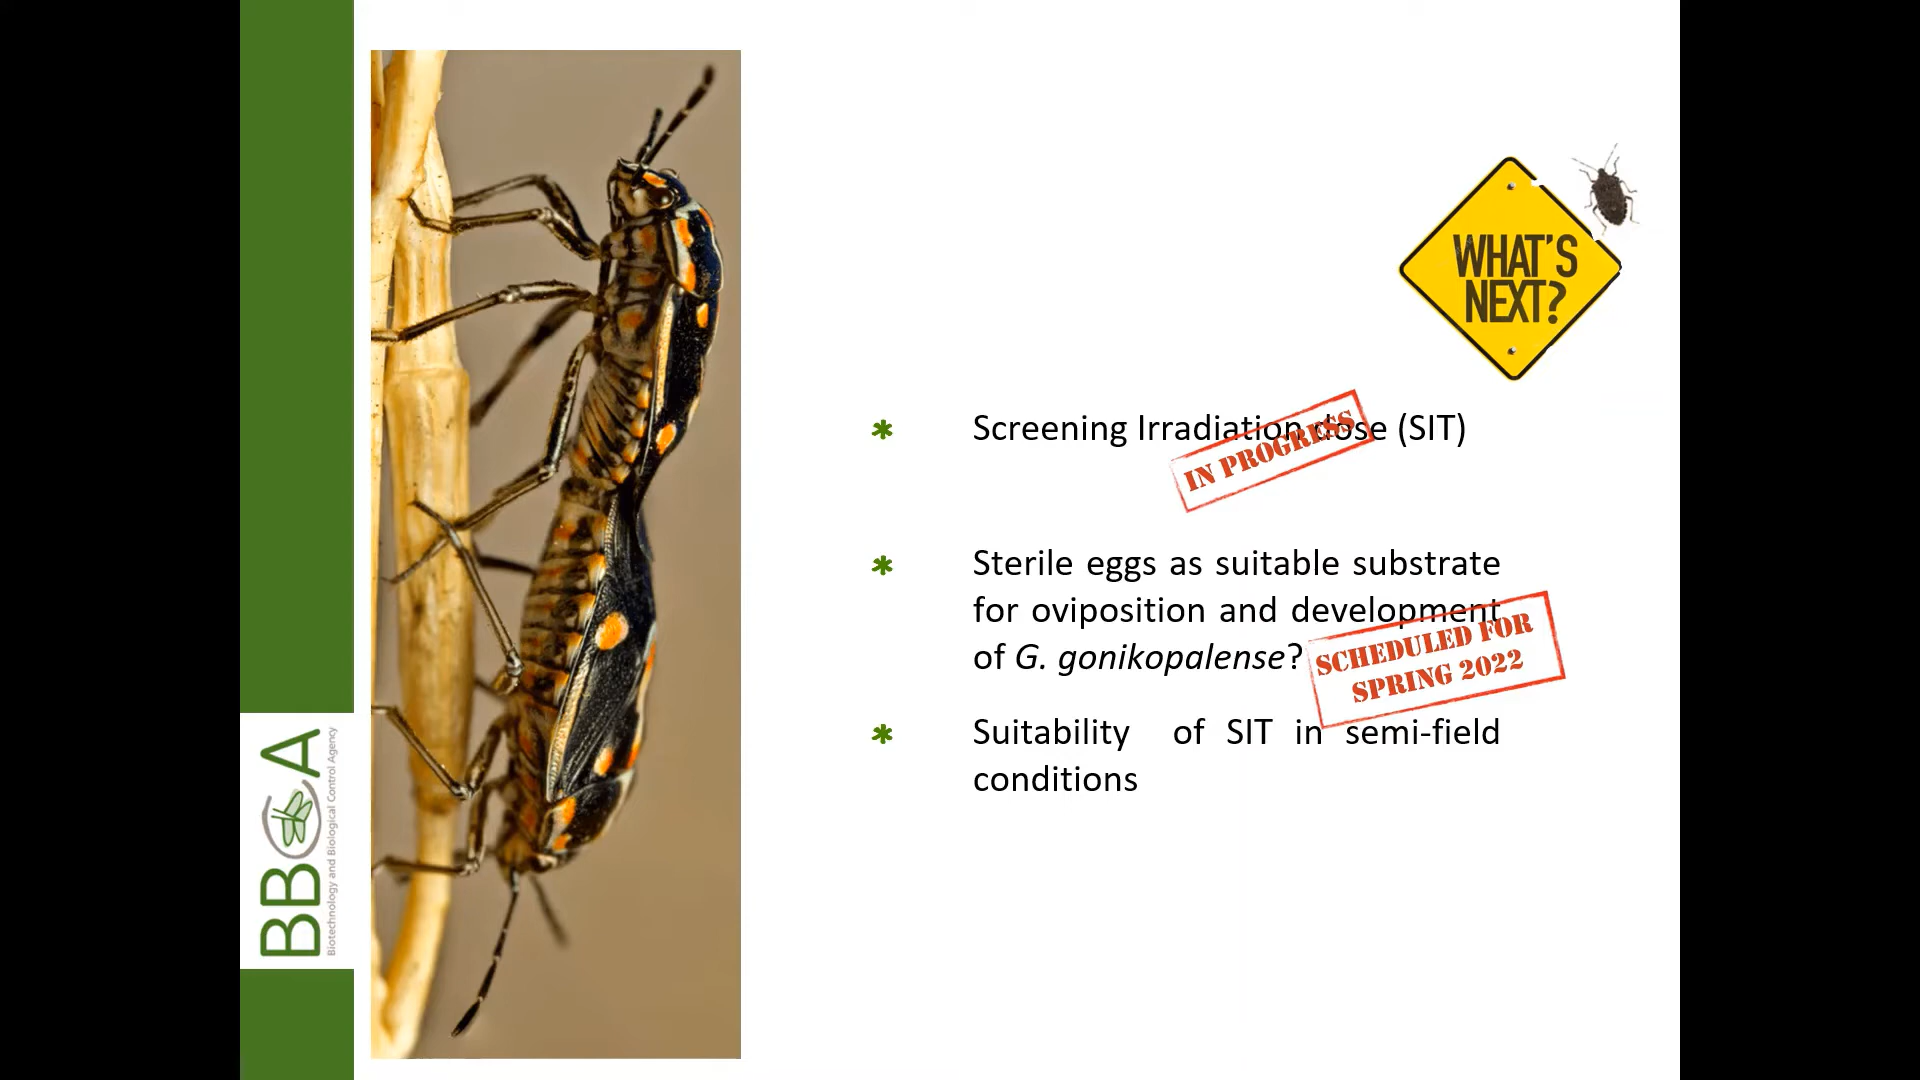 WHAT'S
NEXT?
Screening Irradiation dose (SIT)
IN PROGRESS
Sterile eggs as suitable substrate
for oviposition and development
of G. gonikopalense?
SCHEDULED FOR
SPRING 2022
Suitability of SIT in semi-field
conditions
BBCA
Biotechnology and Biological Control Agency